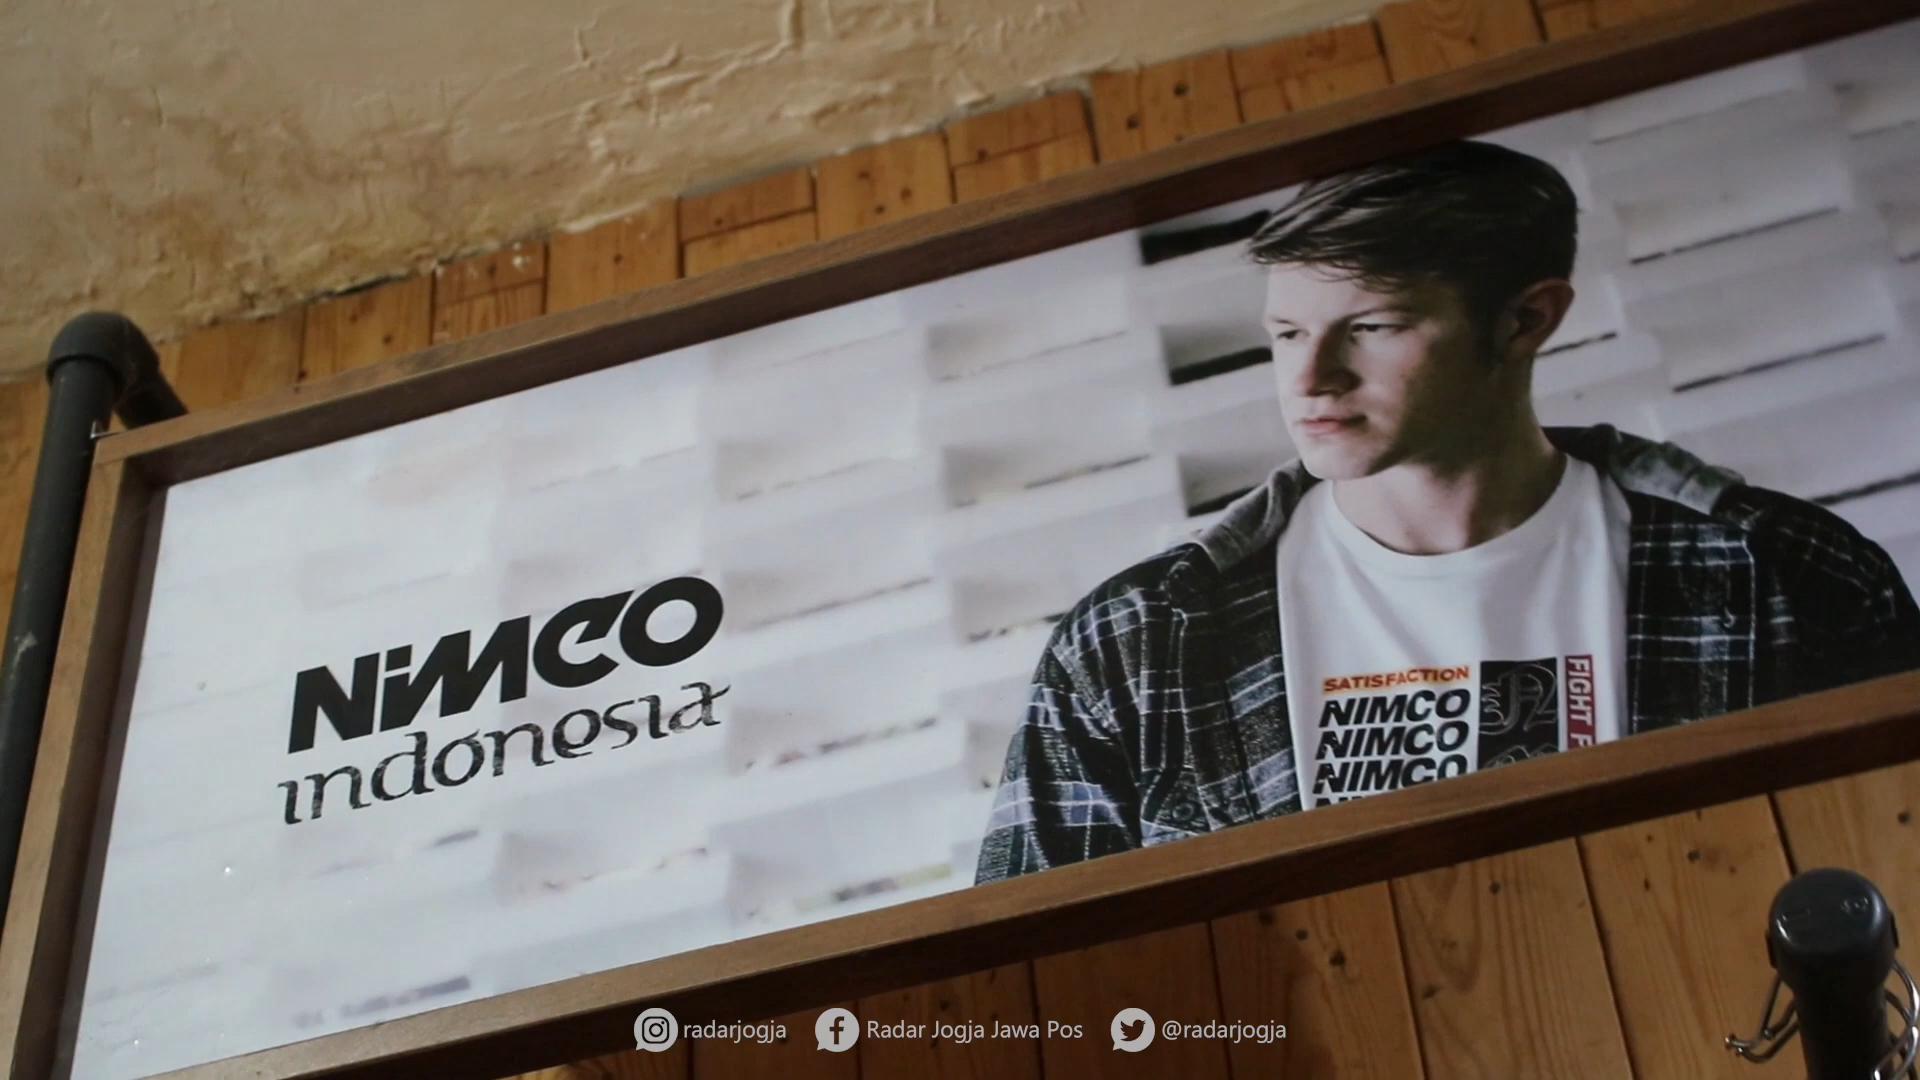 NiMCO
indonesia
SATISFACTION
NIMCO
NIMCO
NIMCO
FIGHT
radarjogja
Radar Jogja Jawa Pos
@radarjogja